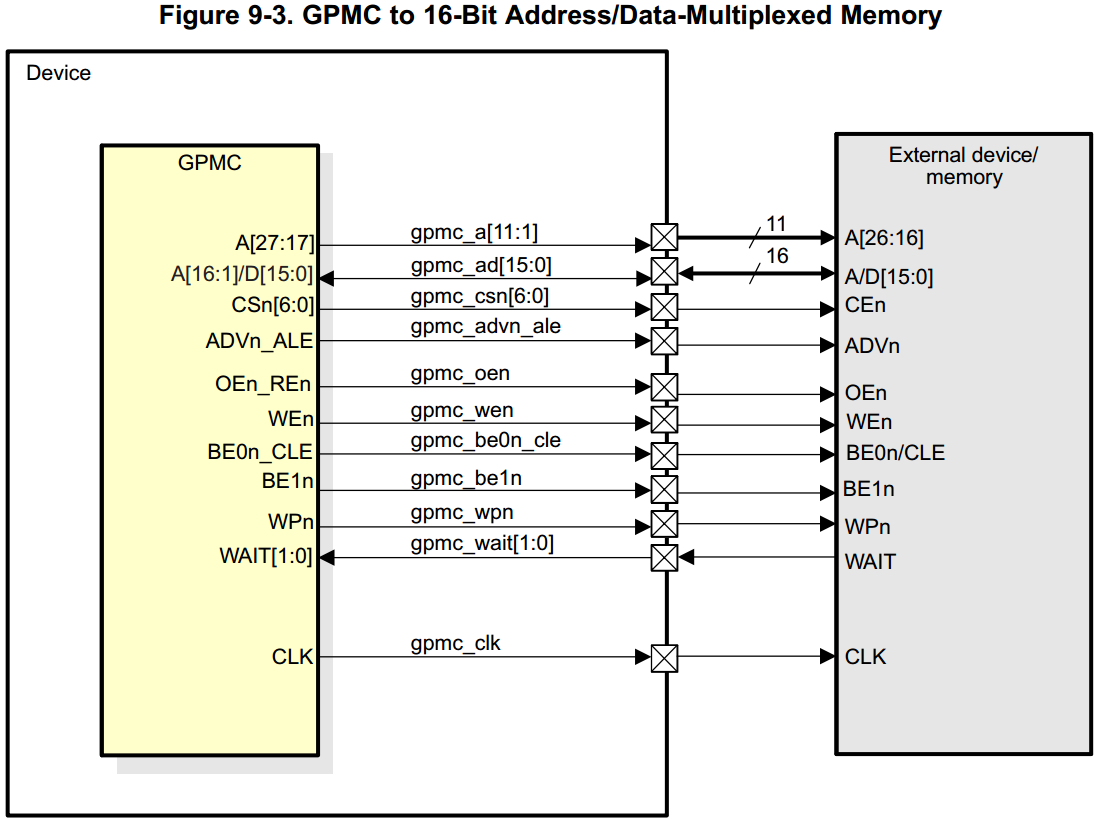 Figure 9-3. GPMC to 16-Bit Address/Data-Multiplexed Memory
Device
GPMC
External device/
memory
A[27:17]
gpmc_a[11:1]
11
A[26:16]
A[16:1]/D[15:0]
gpmc_ad[15:0]
16
A/D[15:0]
CSn[6:0]
gpmc_csn[6:0]
CEn
ADVn_ALE
gpmc_advn_ale
ADVn
OEn_REn
gpmc_oen
OEn
WEn
gpmc_wen
WEn
BE0n_CLE
gpmc_be0n_cle
BE0n/CLE
BE1n
gpmc_be1n
BE1n
WPn
gpmc_wpn
WPn
WAIT[1:0]
gpmc_wait[1:0]
WAIT
CLK
gpmc_clk
CLK